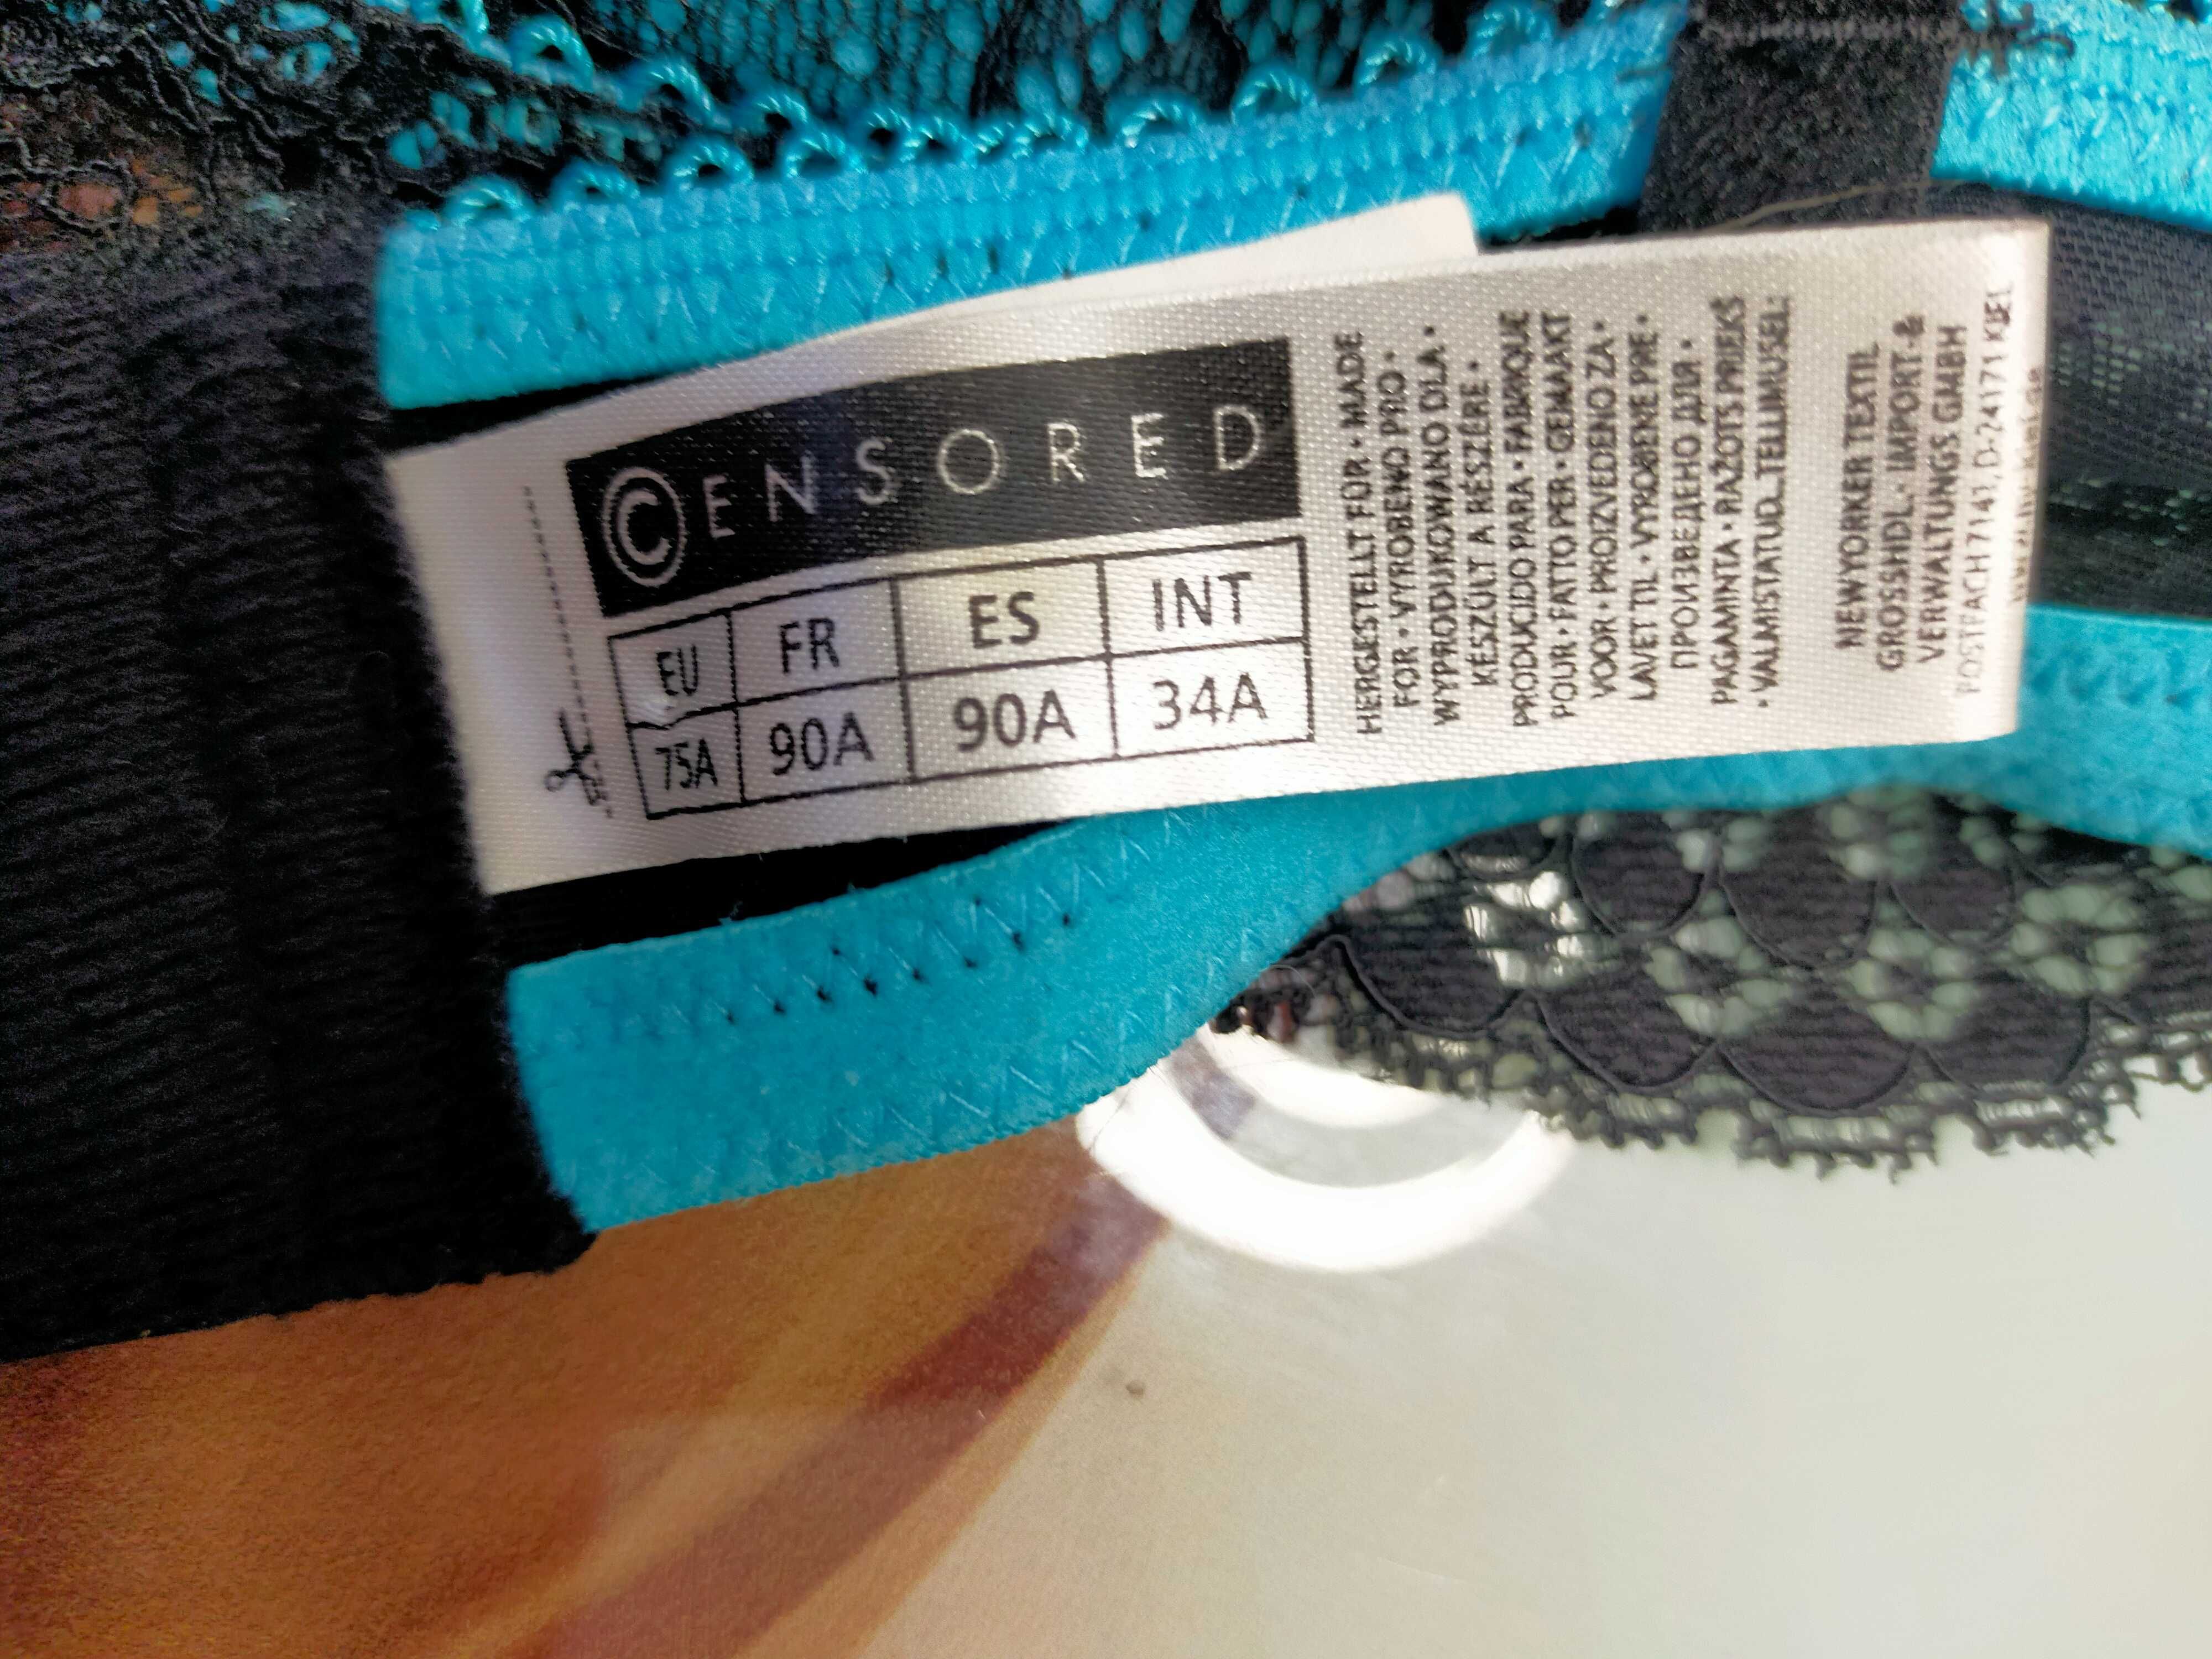 ©ENSORED
EU FR ES INT
75A 90A 90A 34A
HERGESTELLT FÜR • MADE
FOR • VYROBENO PRO •
WYPRODUKOWANO DLA •
KÉSZÜLT A RÉSZÉRE •
PRODUCIDO PARA • FABRIQUÉ
POUR • FATTO PER • GEMAAKT
VOOR • PROIZVEDENO ZA •
LAVET TIL • VYROBENÉ PRE •
ПРОИЗВЕДЕНО ДЛЯ •
PAGAMINTA • RAŽOTS PRIEKŠ
• VALMISTATUD TELLIMUSEL:
NEWYORKER TEXTIL
GROSSHDL.- IMPORT- &
VERWALTUNGS GMBH
POSTFACH 7141, D-24171 KIEL